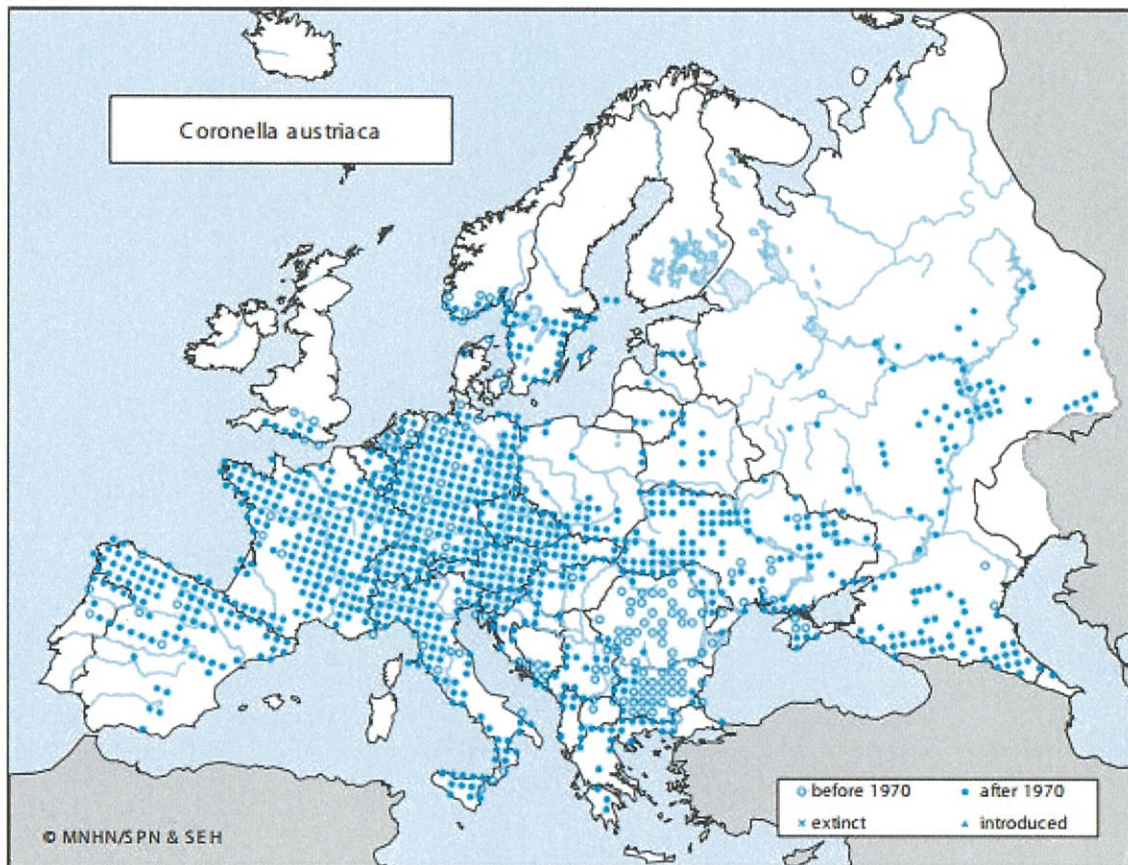 Coronella austriaca
before 1970
after 1970
extinct
introduced
© MNHN/SPN & SEH